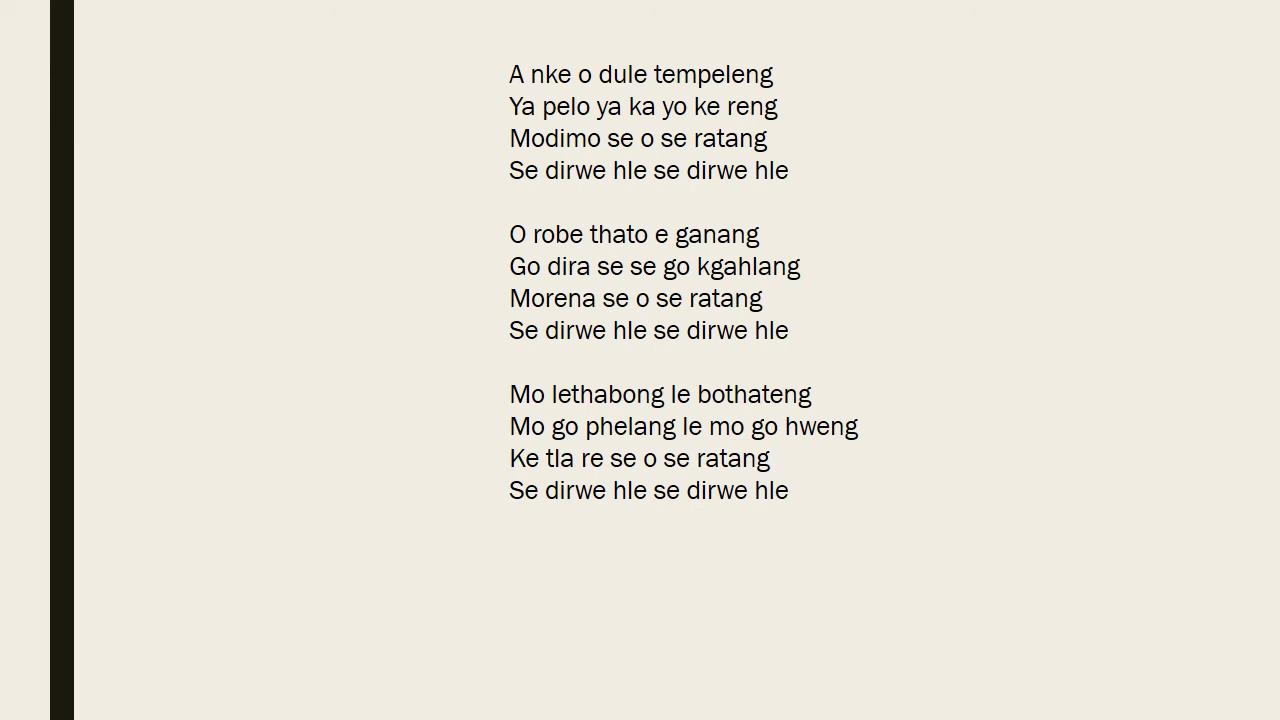 A nke o dule tempeleng
Ya pelo ya ka yo ke reng
Modimo se o se ratang
Se dirwe hle se dirwe hle

O robe thato e ganang
Go dira se se go kgahlang
Morena se o se ratang
Se dirwe hle se dirwe hle

Mo lethabong le bothateng
Mo go phelang le mo go hweng
Ke tla re se o se ratang
Se dirwe hle se dirwe hle